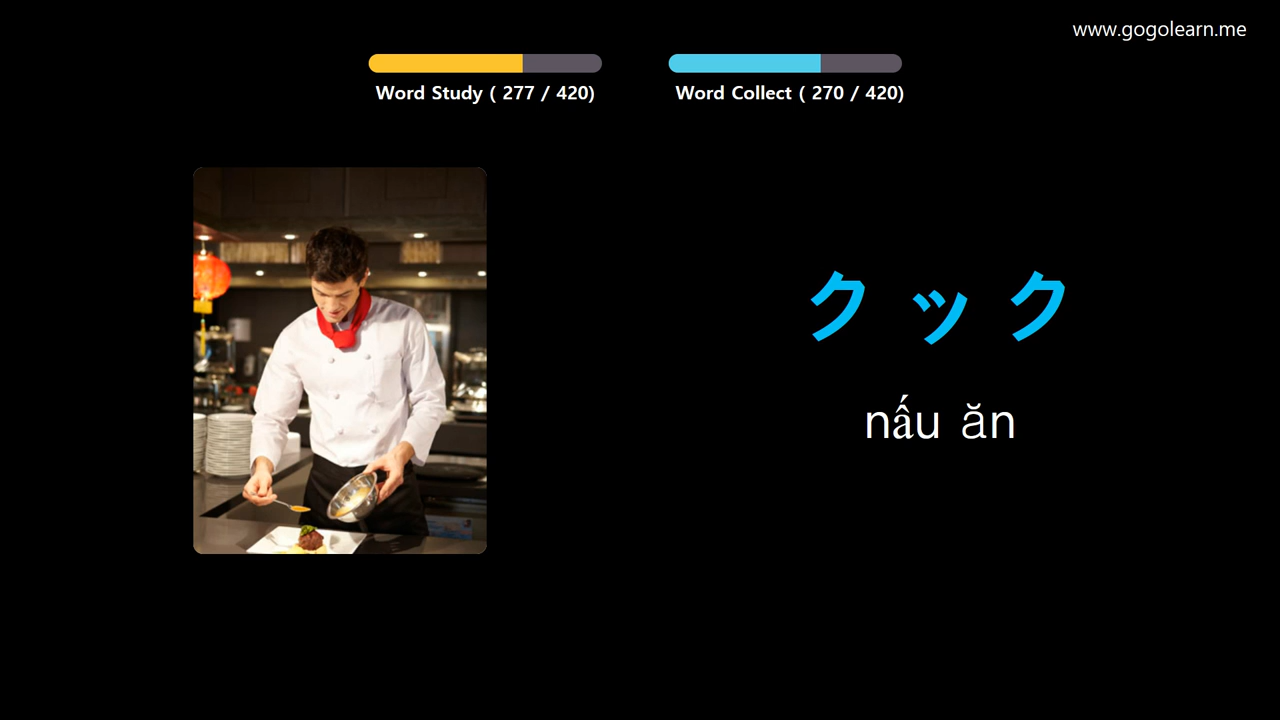 www.gogolearn.me
Word Study ( 277 / 420)
Word Collect ( 270 / 420)
クック
nấu ăn